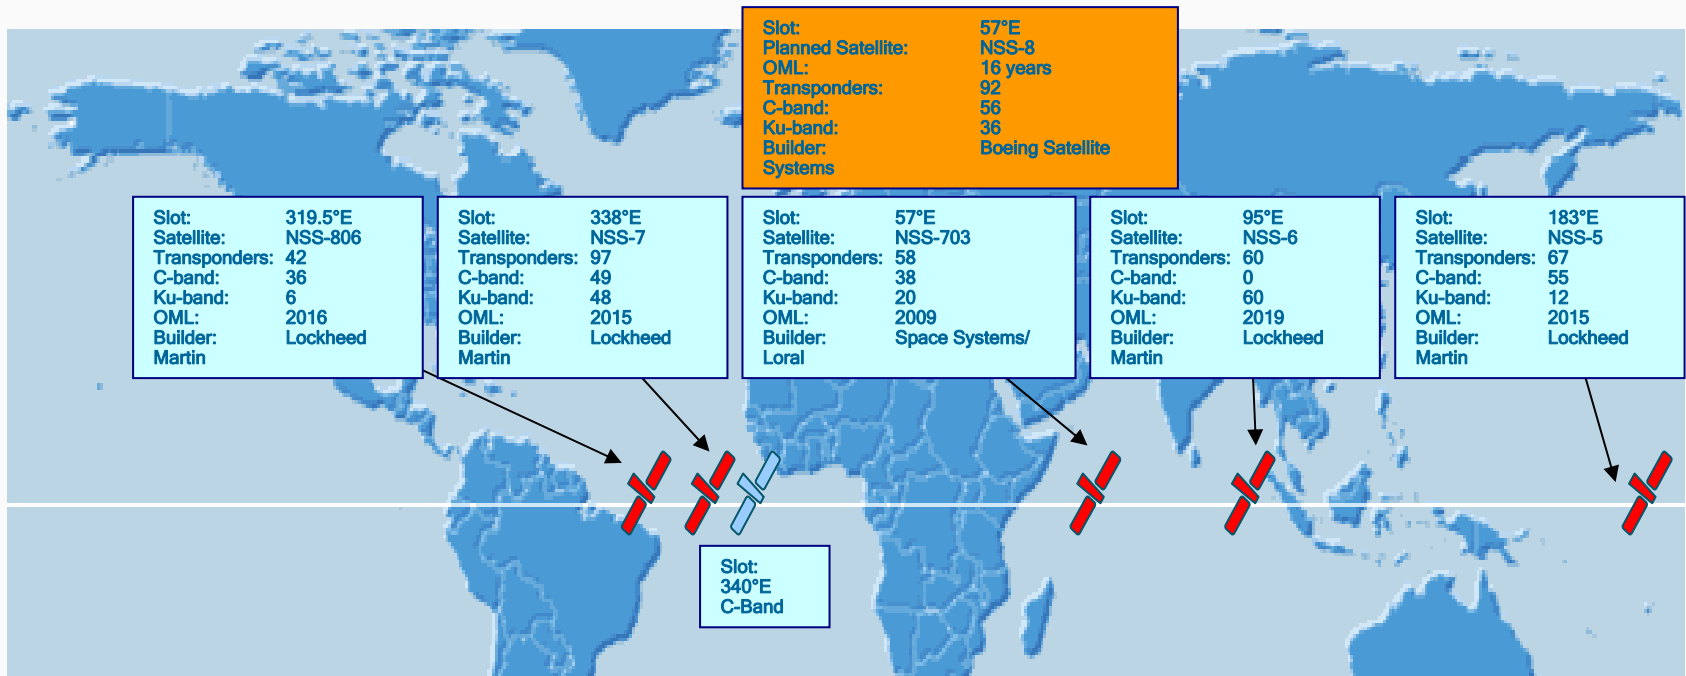 Slot: 57°E
Planned Satellite: NSS-8
OML: 16 years
Transponders: 92
C-band: 56
Ku-band: 36
Builder: Boeing Satellite
Systems
Slot: 319.5°E
Satellite: NSS-806
Transponders: 42
C-band: 36
Ku-band: 6
OML: 2016
Builder: Lockheed
Martin
Slot: 338°E
Satellite: NSS-7
Transponders: 97
C-band: 49
Ku-band: 48
OML: 2015
Builder: Lockheed
Martin
Slot: 57°E
Satellite: NSS-703
Transponders: 58
C-band: 38
Ku-band: 20
OML: 2009
Builder: Space Systems/
Loral
Slot: 95°E
Satellite: NSS-6
Transponders: 60
C-band: 0
Ku-band: 60
OML: 2019
Builder: Lockheed
Martin
Slot: 183°E
Satellite: NSS-5
Transponders: 67
C-band: 55
Ku-band: 12
OML: 2015
Builder: Lockheed
Martin
Slot:
340°E
C-Band